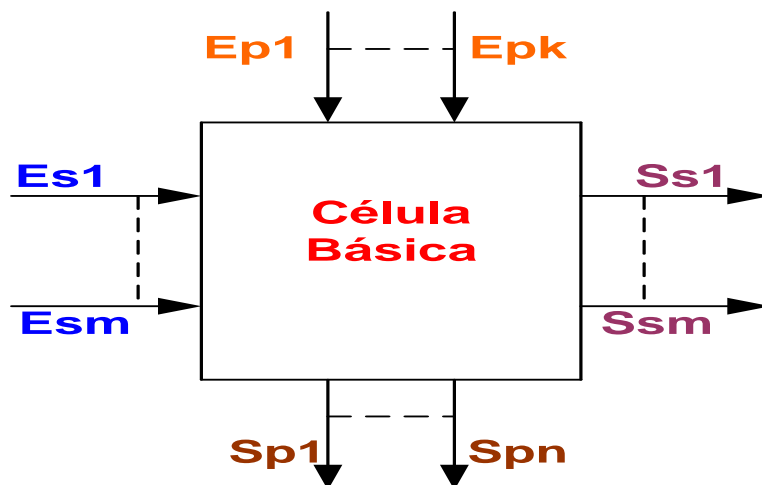 Ep1
Epk
Es1
Ss1
Célula
Básica
Esm
Ssm
Sp1
Spn